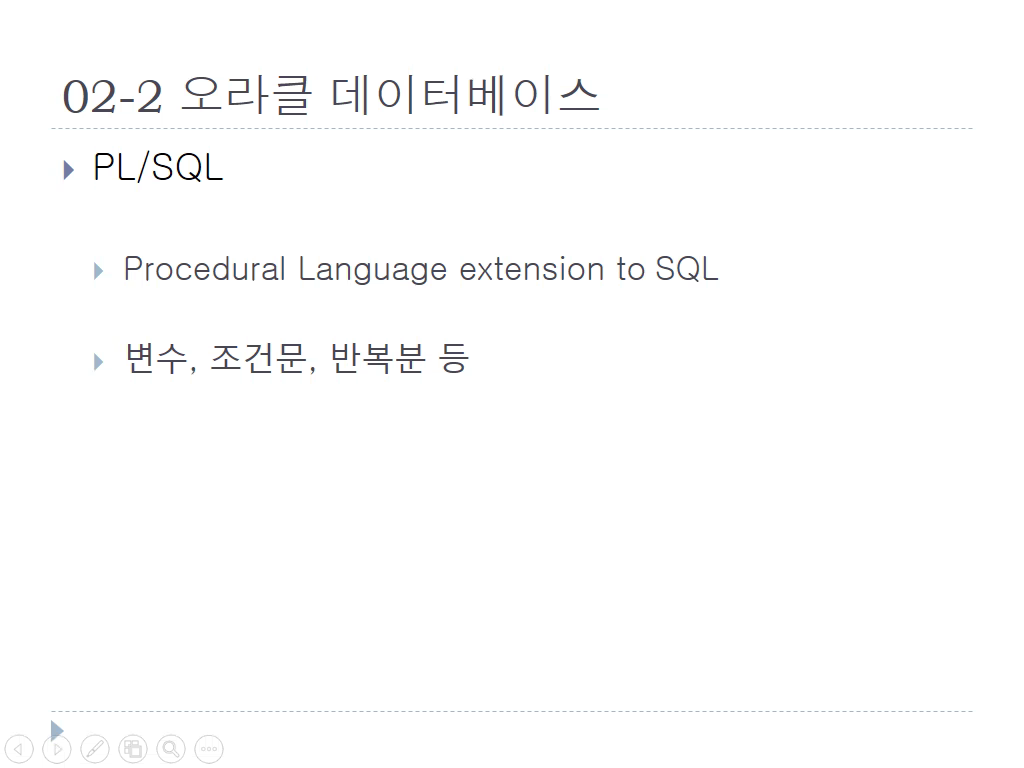 02-2 오라클 데이터베이스
PL/SQL
Procedural Language extension to SQL
변수, 조건문, 반복분 등